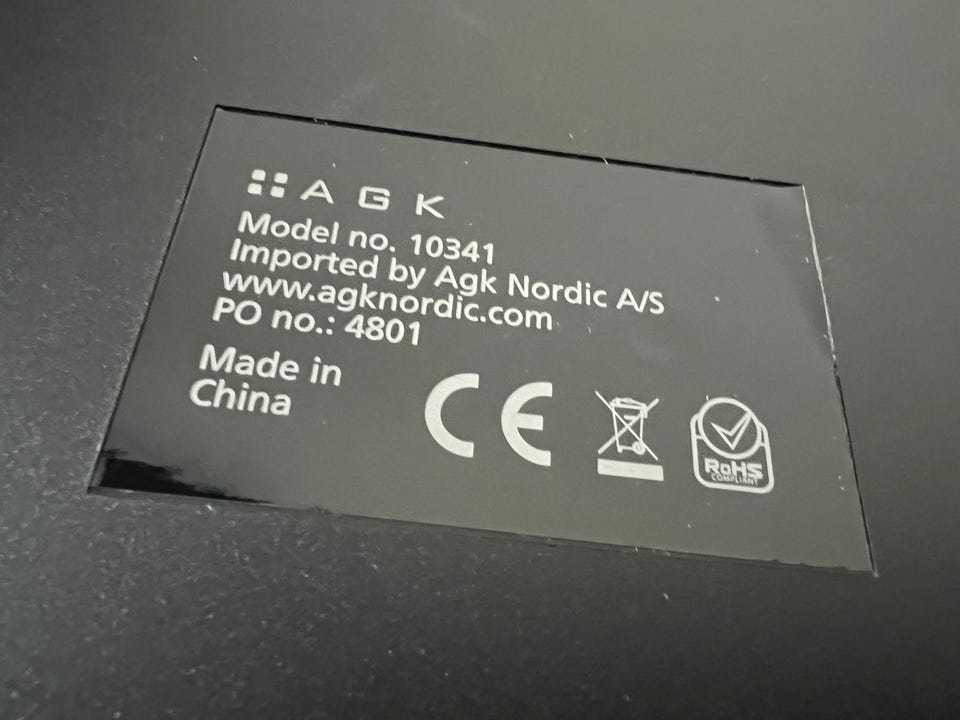 AGK
Model no. 10341
Imported by Agk Nordic A/S
www.agknordic.com
PO no.: 4801
Made in
China
CE
RoHS
COMPLIANT